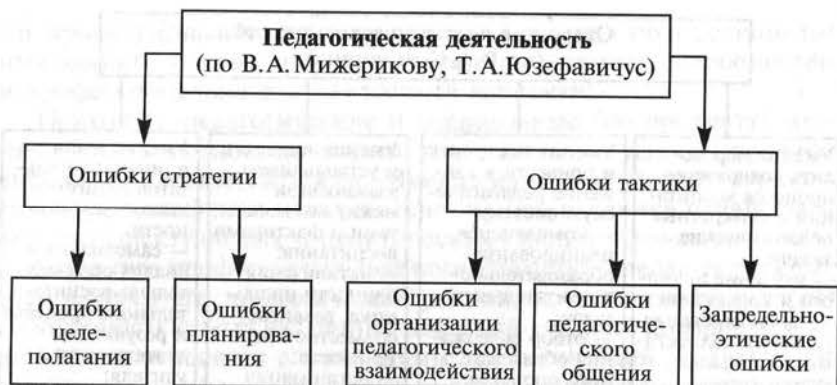 Педагогическая деятельность
(по В.А.Мижерикову, Т.А.Юзефавичус)
Ошибки стратегии
Ошибки тактики
Ошибки
целе-
полагания
Ошибки
планирова-
ния
Ошибки
организации
педагогического
взаимодействия
Ошибки
педагогиче-
ского
общения
Запредельно-
этические
ошибки